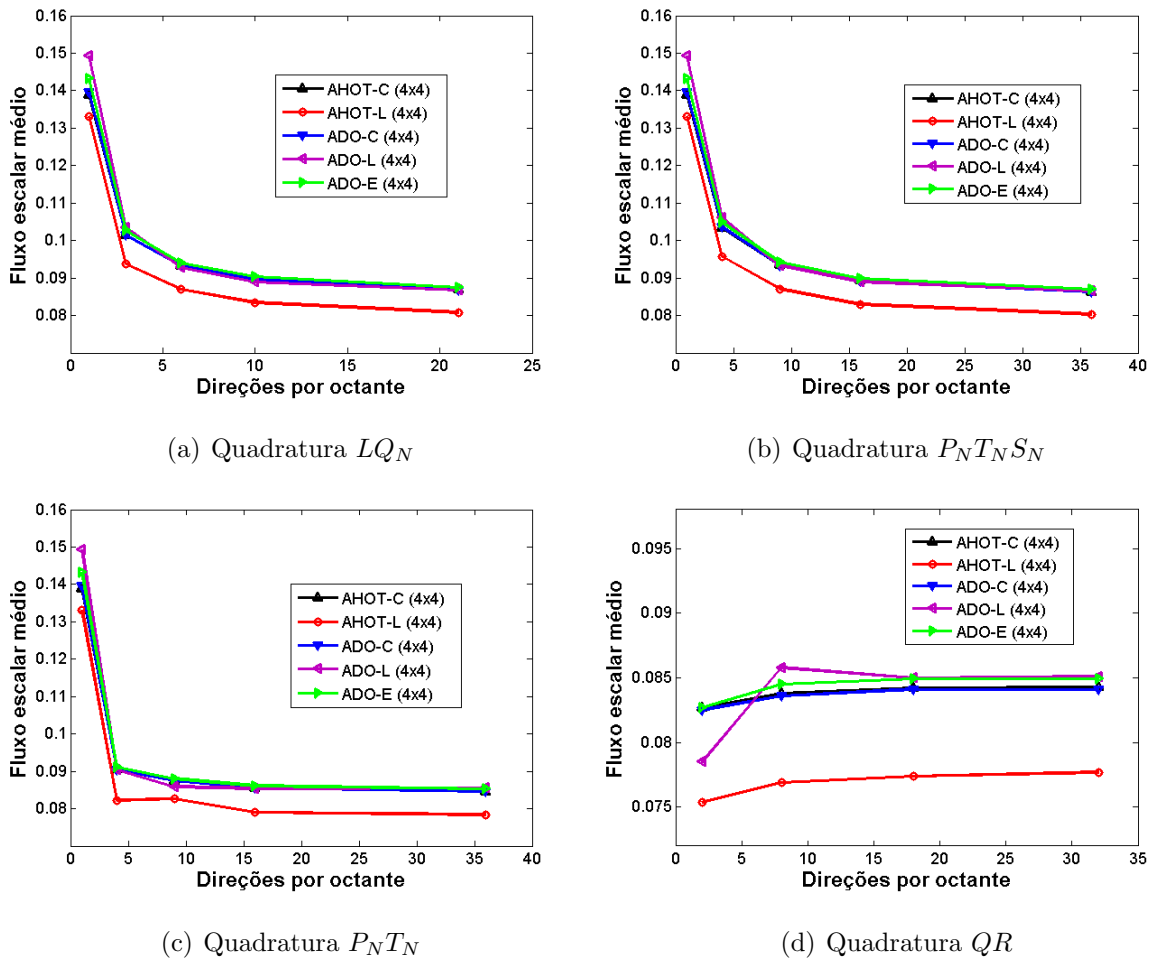 0.16
0.15
0.14
0.13
0.12
0.11
0.1
0.09
0.08
0 5 10 15 20 25
Fluxo escalar médio
Direções por octante
AHOT-C (4x4)
AHOT-L (4x4)
ADO-C (4x4)
ADO-L (4x4)
ADO-E (4x4)
(a) Quadratura LQ_N
0.16
0.15
0.14
0.13
0.12
0.11
0.1
0.09
0.08
0 5 10 15 20 25 30 35 40
Fluxo escalar médio
Direções por octante
AHOT-C (4x4)
AHOT-L (4x4)
ADO-C (4x4)
ADO-L (4x4)
ADO-E (4x4)
(b) Quadratura P_N T_N S_N
0.16
0.15
0.14
0.13
0.12
0.11
0.1
0.09
0.08
0 5 10 15 20 25 30 35 40
Fluxo escalar médio
Direções por octante
AHOT-C (4x4)
AHOT-L (4x4)
ADO-C (4x4)
ADO-L (4x4)
ADO-E (4x4)
(c) Quadratura P_N T_N
0.095
0.09
0.085
0.08
0.075
0 5 10 15 20 25 30 35
Fluxo escalar médio
Direções por octante
AHOT-C (4x4)
AHOT-L (4x4)
ADO-C (4x4)
ADO-L (4x4)
ADO-E (4x4)
(d) Quadratura QR